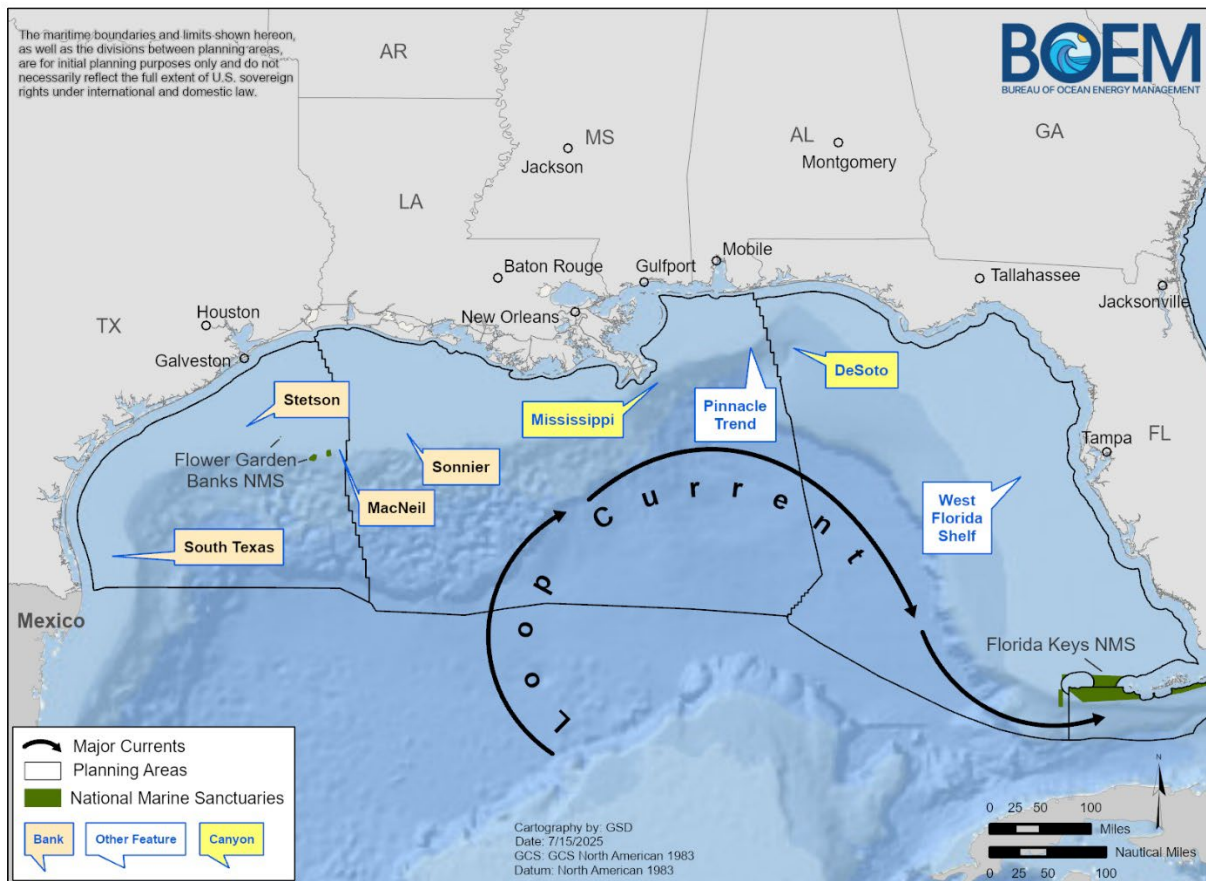 The maritime boundaries and limits shown hereon,
as well as the divisions between planning areas,
are for initial planning purposes only and do not
necessarily reflect the full extent of U.S. sovereign
rights under international and domestic law.
BOEM
BUREAU OF OCEAN ENERGY MANAGEMENT
AR
MS
AL
GA
Jackson
Montgomery
LA
Mobile
Baton Rouge
Gulfport
Tallahassee
Jacksonville
TX
Houston
New Orleans
Galveston
DeSoto
Stetson
Mississippi
Pinnacle
Trend
FL
Tampa
Flower Garden
Banks NMS
Sonnier
MacNeil
West
Florida
Shelf
South Texas
Loop Current
Mexico
Florida Keys NMS
Major Currents
Planning Areas
National Marine Sanctuaries
Bank
Other Feature
Canyon
Cartography by: GSD
Date: 7/15/2025
GCS: GCS North American 1983
Datum: North American 1983
N
0 25 50 100
Miles
Nautical Miles
0 25 50 100